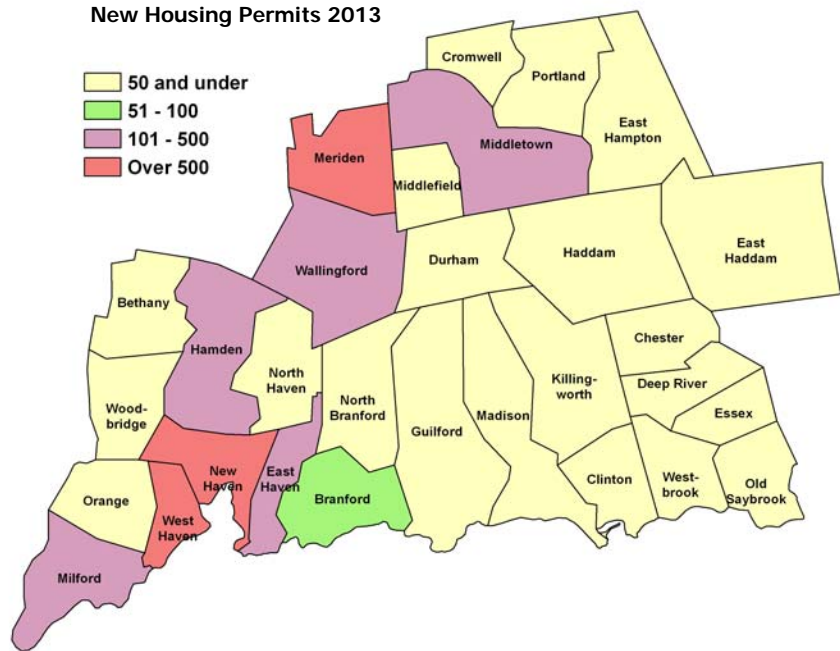 New Housing Permits 2013
50 and under
51 - 100
101 - 500
Over 500
Cromwell
Portland
East
Hampton
Meriden
Middletown
Middlefield
Wallingford
Durham
Haddam
East
Haddam
Bethany
Hamden
North
Haven
Chester
Killing-
worth
Deep River
Wood-
bridge
North
Branford
Guilford
Madison
Essex
New
Haven
East
Haven
Clinton
West-
brook
Old
Saybrook
Orange
West
Haven
Branford
Milford